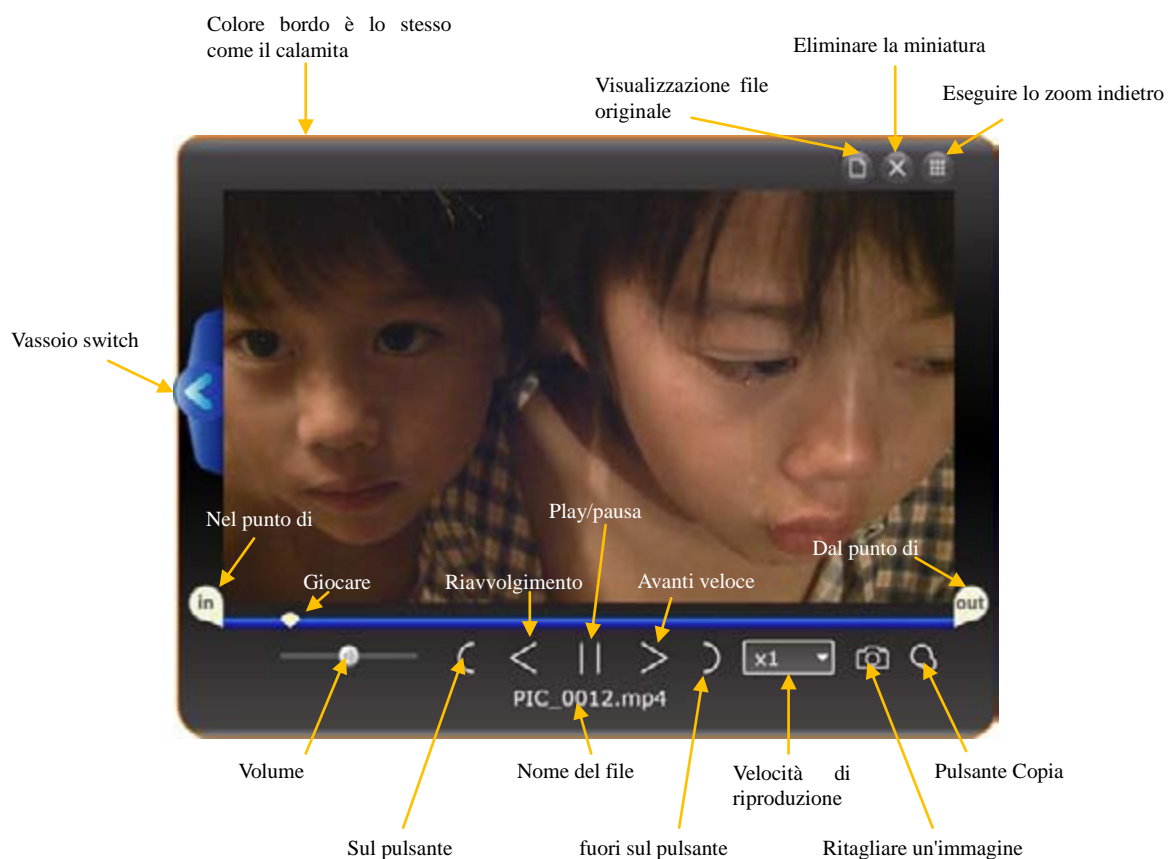 Colore bordo è lo stesso
come il calamita
Eliminare la miniatura
Visualizzazione file
originale
Eseguire lo zoom indietro
Vassoio switch
Nel punto di
Play/pausa
Dal punto di
Giocare
Riavvolgimento
Avanti veloce
in
out
x1
PIC_0012.mp4
Volume
Nome del file
Velocità di
riproduzione
Pulsante Copia
Sul pulsante
fuori sul pulsante
Ritagliare un'immagine